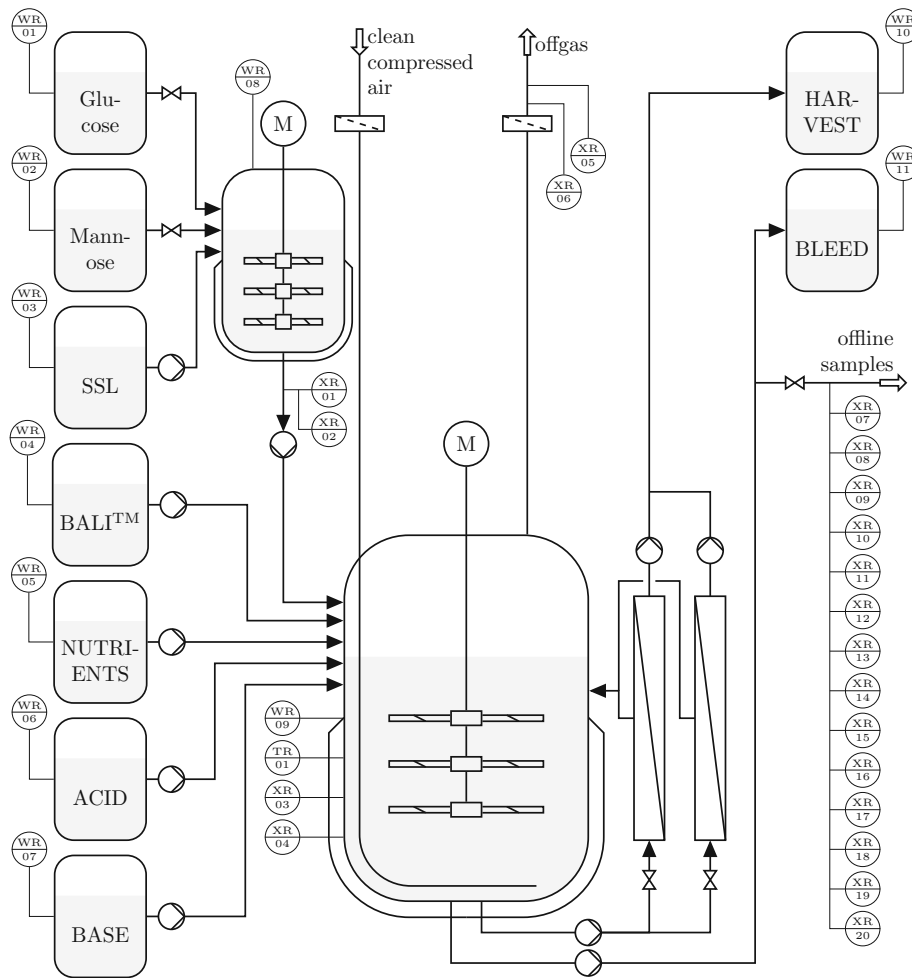 WR
01
Glu-
cose
WR
02
Mann-
ose
WR
03
SSL
WR
04
BALI™
WR
05
NUTRI-
ENTS
WR
06
ACID
WR
07
BASE
WR
08
M
XR
01
XR
02
clean
compressed
air
offgas
XR
05
XR
06
M
WR
09
TR
01
XR
03
XR
04
WR
10
HAR-
VEST
WR
11
BLEED
offline
samples
XR
07
XR
08
XR
09
XR
10
XR
11
XR
12
XR
13
XR
14
XR
15
XR
16
XR
17
XR
18
XR
19
XR
20